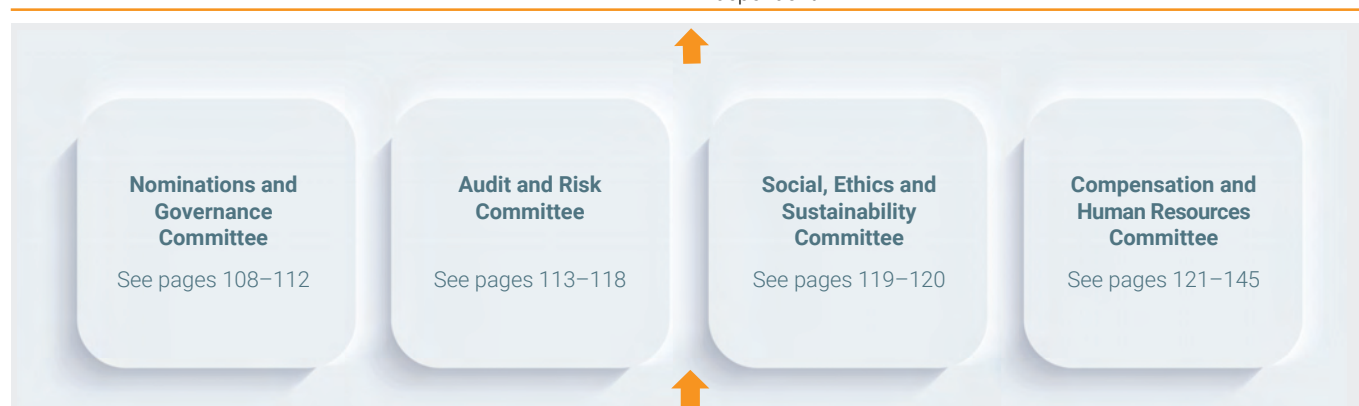 Nominations and
Governance
Committee
See pages 108–112
Audit and Risk
Committee
See pages 113–118
Social, Ethics and
Sustainability
Committee
See pages 119–120
Compensation and
Human Resources
Committee
See pages 121–145